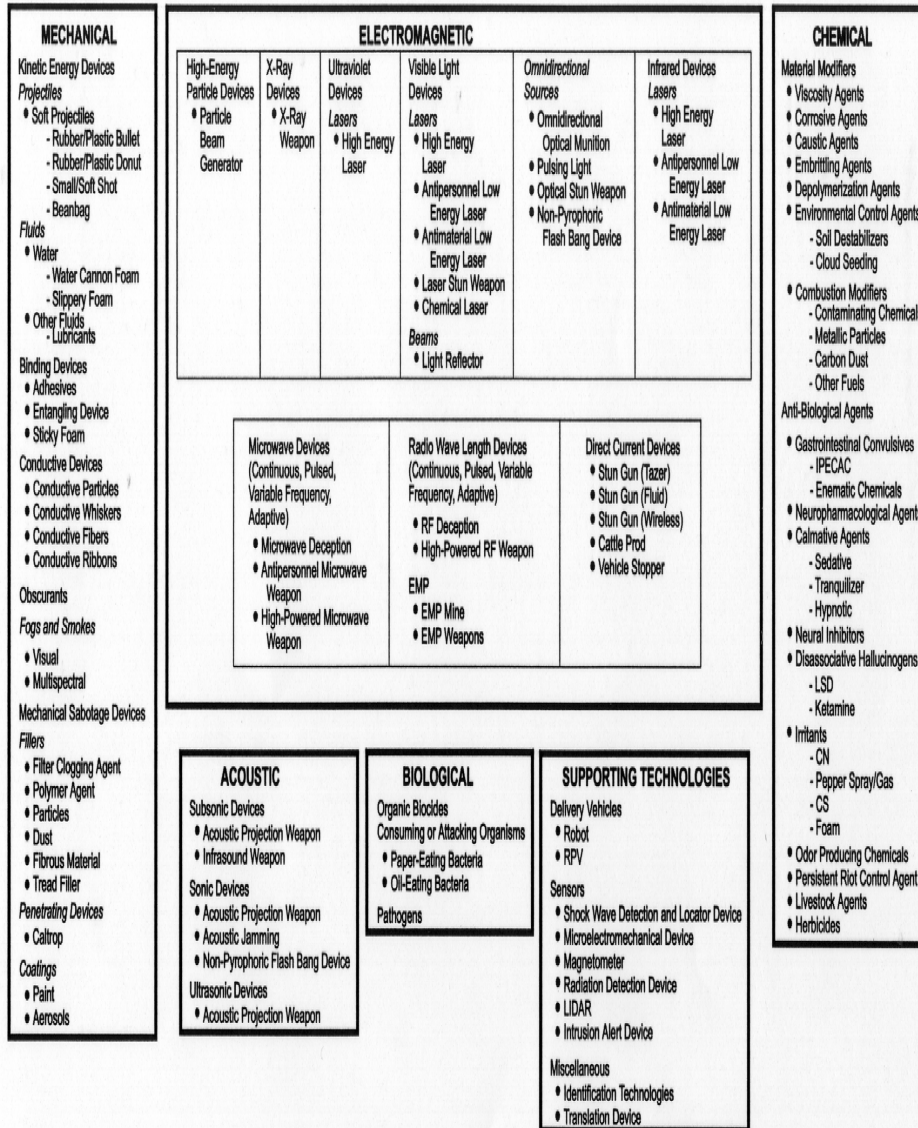 MECHANICAL
Kinetic Energy Devices
Projectiles
• Soft Projectiles
- Rubber/Plastic Bullet
- Rubber/Plastic Donut
- Small/Soft Shot
- Beanbag
Fluids
• Water
- Water Cannon Foam
- Slippery Foam
• Other Fluids
- Lubricants
Binding Devices
• Adhesives
• Entangling Device
• Sticky Foam
Conductive Devices
• Conductive Particles
• Conductive Whiskers
• Conductive Fibers
• Conductive Ribbons
Obscurants
Fogs and Smokes
• Visual
• Multispectral
Mechanical Sabotage Devices
Fillers
• Filter Clogging Agent
• Polymer Agent
• Particles
• Dust
• Fibrous Material
• Tread Filler
Penetrating Devices
• Caltrop
Coatings
• Paint
• Aerosols
ELECTROMAGNETIC
High-Energy
Particle Devices
• Particle
Beam
Generator
X-Ray
Devices
• X-Ray
Weapon
Ultraviolet
Devices
Lasers
• High Energy
Laser
Visible Light
Devices
Lasers
• High Energy
Laser
• Antipersonnel Low
Energy Laser
• Antimaterial Low
Energy Laser
• Laser Stun Weapon
• Chemical Laser
Beams
• Light Reflector
Omnidirectional
Sources
• Omnidirectional
Optical Munition
• Pulsing Light
• Optical Stun Weapon
• Non-Pyrophoric
Flash Bang Device
Infrared Devices
Lasers
• High Energy
Laser
• Antipersonnel Low
Energy Laser
• Antimaterial Low
Energy Laser
Microwave Devices
(Continuous, Pulsed,
Variable Frequency,
Adaptive)
• Microwave Deception
• Antipersonnel Microwave
Weapon
• High-Powered Microwave
Weapon
Radio Wave Length Devices
(Continuous, Pulsed, Variable
Frequency, Adaptive)
• RF Deception
• High-Powered RF Weapon
EMP
• EMP Mine
• EMP Weapons
Direct Current Devices
• Stun Gun (Tazer)
• Stun Gun (Fluid)
• Stun Gun (Wireless)
• Cattle Prod
• Vehicle Stopper
ACOUSTIC
Subsonic Devices
• Acoustic Projection Weapon
• Infrasound Weapon
Sonic Devices
• Acoustic Projection Weapon
• Acoustic Jamming
• Non-Pyrophoric Flash Bang Device
Ultrasonic Devices
• Acoustic Projection Weapon
BIOLOGICAL
Organic Biocides
Consuming or Attacking Organisms
• Paper-Eating Bacteria
• Oil-Eating Bacteria
Pathogens
SUPPORTING TECHNOLOGIES
Delivery Vehicles
• Robot
• RPV
Sensors
• Shock Wave Detection and Locator Device
• Microelectromechanical Device
• Magnetometer
• Radiation Detection Device
• LIDAR
• Intrusion Alert Device
Miscellaneous
• Identification Technologies
• Translation Device
CHEMICAL
Material Modifiers
• Viscosity Agents
• Corrosive Agents
• Caustic Agents
• Embrittling Agents
• Depolymerization Agents
• Environmental Control Agents
- Soil Destabilizers
- Cloud Seeding
• Combustion Modifiers
- Contaminating Chemical
- Metallic Particles
- Carbon Dust
- Other Fuels
Anti-Biological Agents
• Gastrointestinal Convulsives
- IPECAC
- Enematic Chemicals
• Neuropharmacological Agent
• Calmative Agents
- Sedative
- Tranquilizer
- Hypnotic
• Neural Inhibitors
• Disassociative Hallucinogens
- LSD
- Ketamine
• Irritants
- CN
- Pepper Spray/Gas
- CS
- Foam
• Odor Producing Chemicals
• Persistent Riot Control Agent
• Livestock Agents
• Herbicides